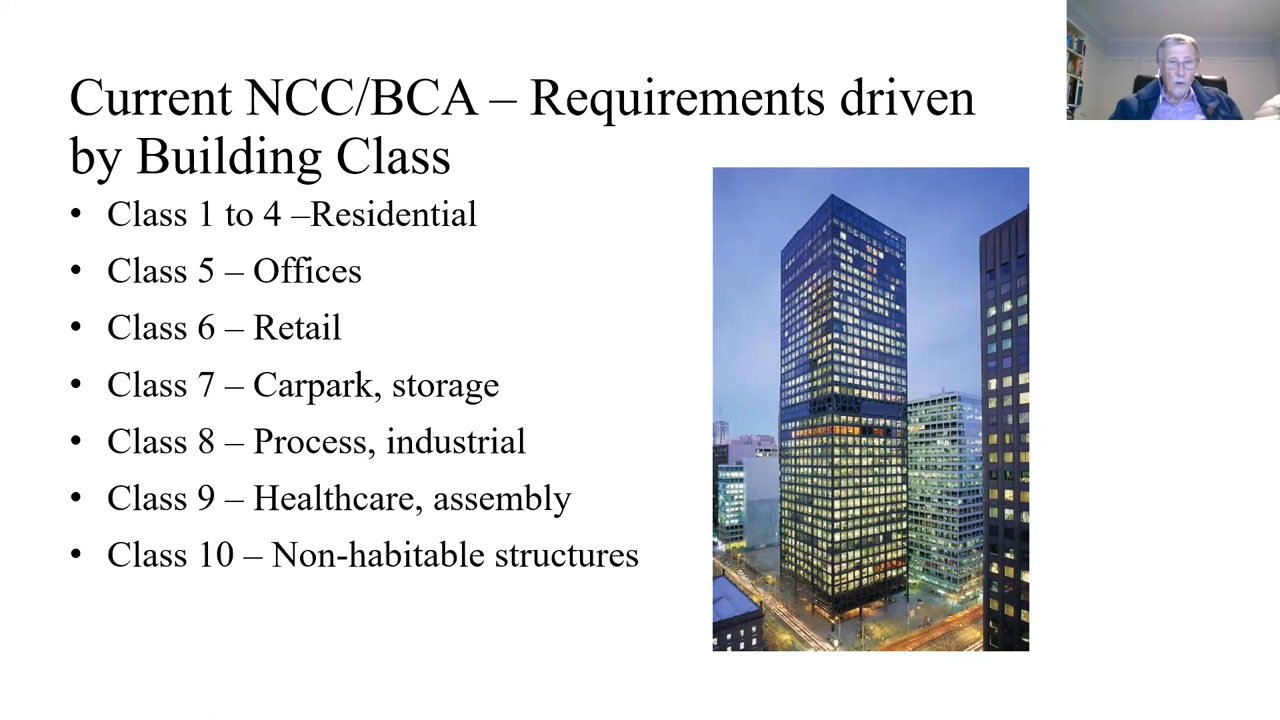 Current NCC/BCA – Requirements driven
by Building Class
• Class 1 to 4 –Residential
• Class 5 – Offices
• Class 6 – Retail
• Class 7 – Carpark, storage
• Class 8 – Process, industrial
• Class 9 – Healthcare, assembly
• Class 10 – Non-habitable structures